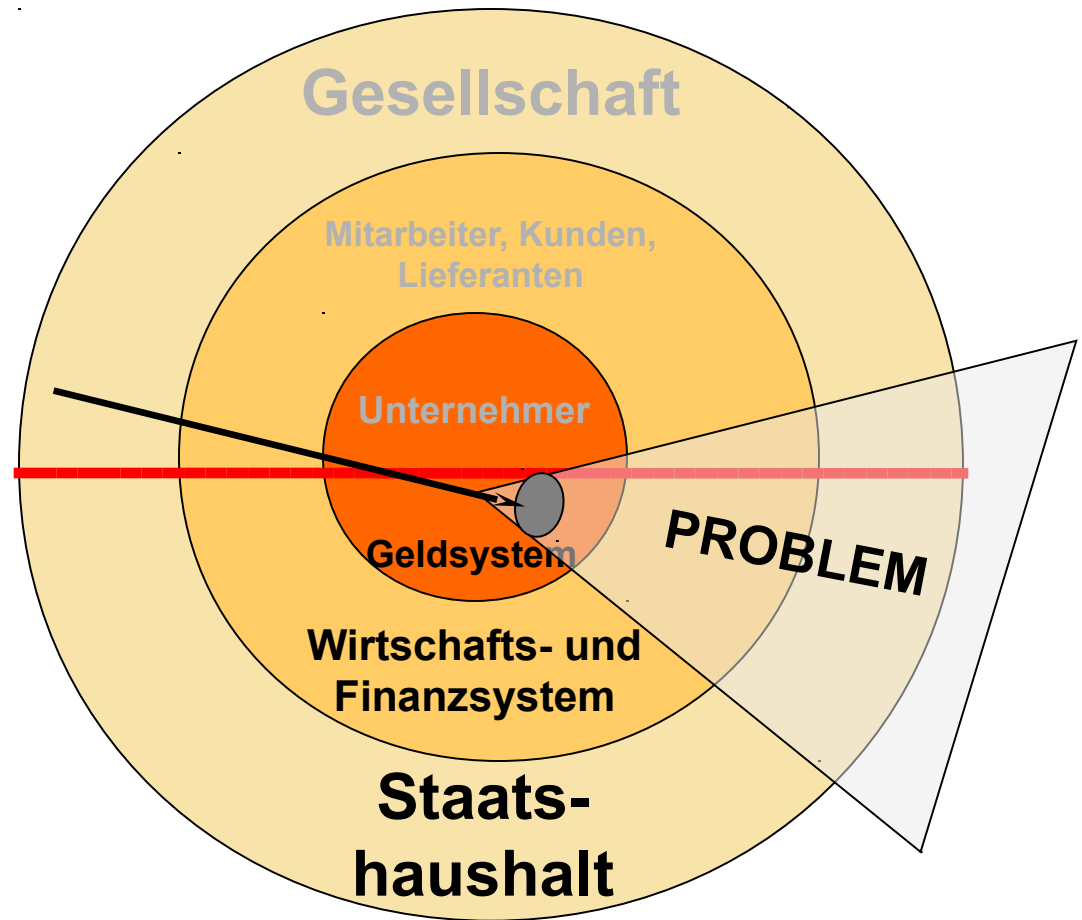 Gesellschaft
Mitarbeiter, Kunden,
Lieferanten
Unternehmer
PROBLEM
Geldsystem
Wirtschafts- und
Finanzsystem
Staats-
haushalt